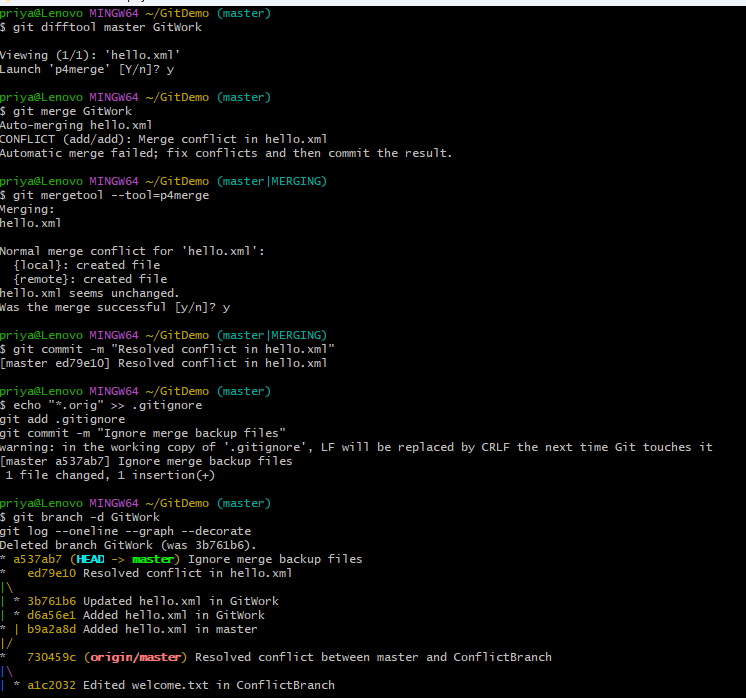 priya@Lenovo MINGW64 ~/GitDemo (master)
$ git difftool master GitWork

Viewing (1/1): 'hello.xml'
Launch 'p4merge' [Y/n]? y

priya@Lenovo MINGW64 ~/GitDemo (master)
$ git merge GitWork
Auto-merging hello.xml
CONFLICT (add/add): Merge conflict in hello.xml
Automatic merge failed; fix conflicts and then commit the result.

priya@Lenovo MINGW64 ~/GitDemo (master|MERGING)
$ git mergetool --tool=p4merge
Merging:
hello.xml

Normal merge conflict for 'hello.xml':
  {local}: created file
  {remote}: created file
hello.xml seems unchanged.
Was the merge successful [y/n]? y

priya@Lenovo MINGW64 ~/GitDemo (master|MERGING)
$ git commit -m "Resolved conflict in hello.xml"
[master ed79e10] Resolved conflict in hello.xml

priya@Lenovo MINGW64 ~/GitDemo (master)
$ echo "*.orig" >> .gitignore
git add .gitignore
git commit -m "Ignore merge backup files"
warning: in the working copy of '.gitignore', LF will be replaced by CRLF the next time Git touches it
[master a537ab7] Ignore merge backup files
 1 file changed, 1 insertion(+)

priya@Lenovo MINGW64 ~/GitDemo (master)
$ git branch -d GitWork
git log --oneline --graph --decorate
Deleted branch GitWork (was 3b761b6).
* a537ab7 (HEAD -> master) Ignore merge backup files
*   ed79e10 Resolved conflict in hello.xml
|\
| * 3b761b6 Updated hello.xml in GitWork
| * d6a56e1 Added hello.xml in GitWork
* | b9a2a8d Added hello.xml in master
|/
*   730459c (origin/master) Resolved conflict between master and ConflictBranch
|\
| * a1c2032 Edited welcome.txt in ConflictBranch